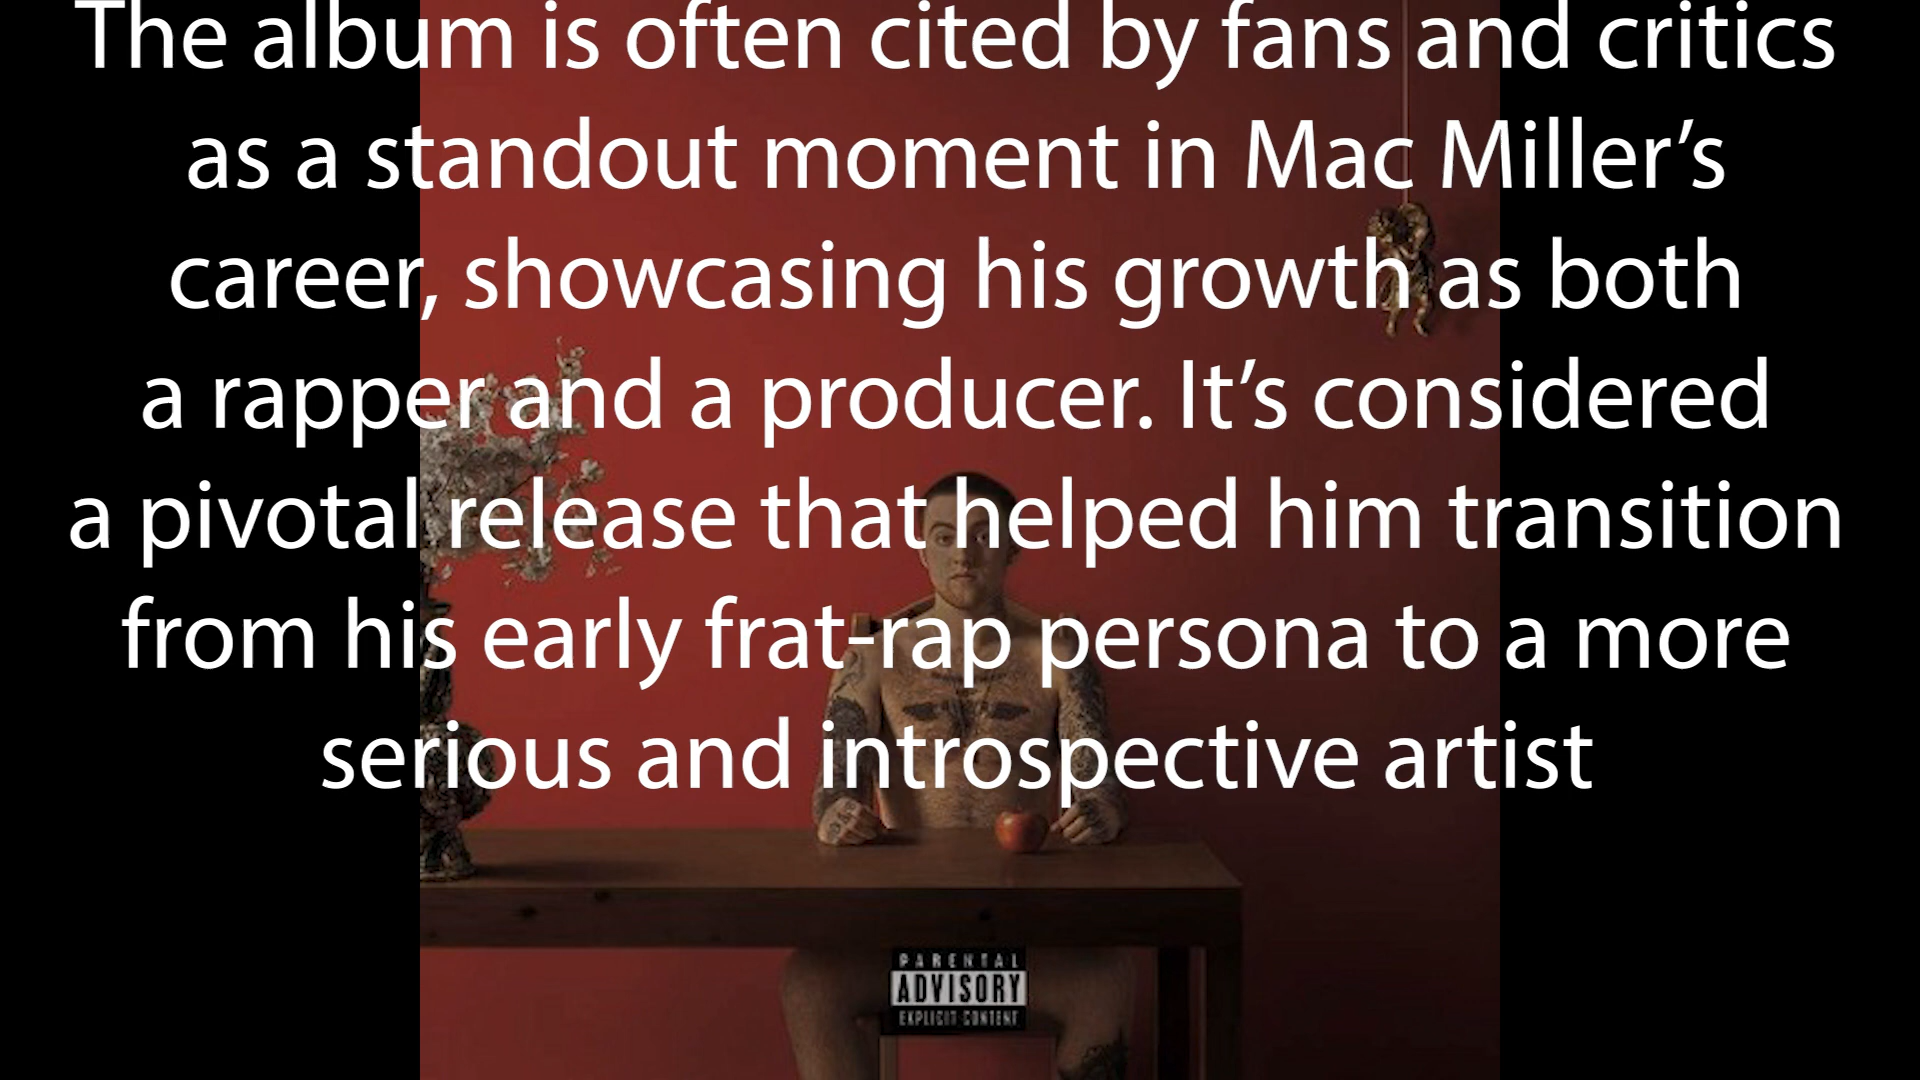 The album is often cited by fans and critics
as a standout moment in Mac Miller’s
career, showcasing his growth as both
a rapper and a producer. It’s considered
a pivotal release that helped him transition
from his early frat-rap persona to a more
serious and introspective artist
PARENTAL
ADVISORY
EXPLICIT CONTENT